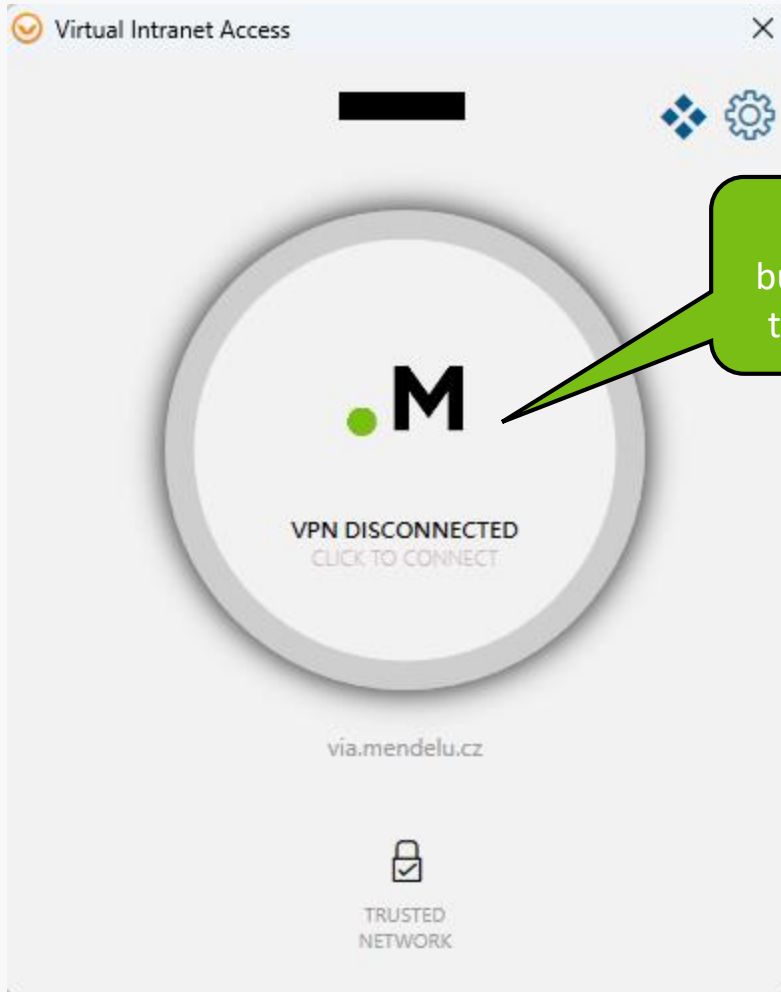 Virtual Intranet Access
.M
VPN DISCONNECTED
CLICK TO CONNECT
via.mendelu.cz
TRUSTED
NETWORK